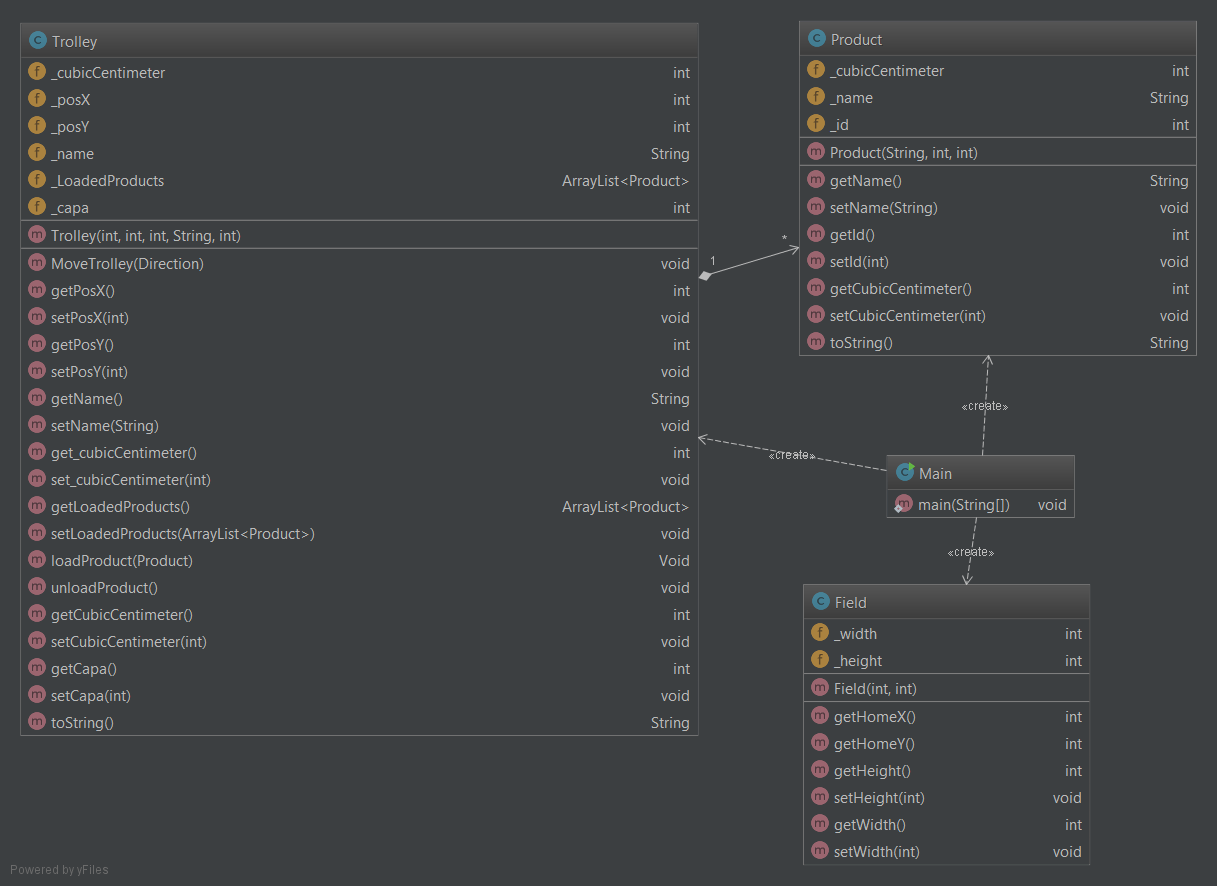 Trolley
_cubicCentimeter int
_posX int
_posY int
_name String
_LoadedProducts ArrayList<Product>
_capa int
Trolley(int, int, int, String, int)
MoveTrolley(Direction) void
getPosX() int
setPosX(int) void
getPosY() int
setPosY(int) void
getName() String
setName(String) void
get_cubicCentimeter() int
set_cubicCentimeter(int) void
getLoadedProducts() ArrayList<Product>
setLoadedProducts(ArrayList<Product>) void
loadProduct(Product) Void
unloadProduct() void
getCubicCentimeter() int
setCubicCentimeter(int) void
getCapa() int
setCapa(int) void
toString() String
1
*
Product
_cubicCentimeter int
_name String
_id int
Product(String, int, int)
getName() String
setName(String) void
getId() int
setId(int) void
getCubicCentimeter() int
setCubicCentimeter(int) void
toString() String
«create»
«create»
Main
main(String[]) void
«create»
Field
_width int
_height int
Field(int, int)
getHomeX() int
getHomeY() int
getHeight() int
setHeight(int) void
getWidth() int
setWidth(int) void
Powered by yFiles